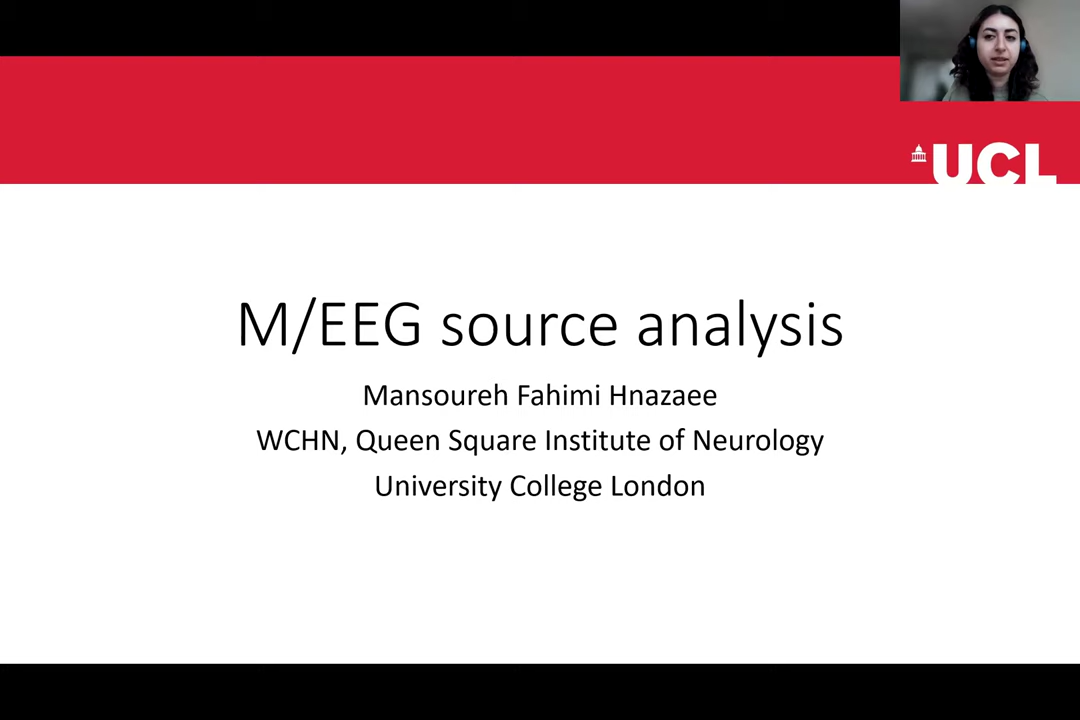 UCL
M/EEG source analysis
Mansoureh Fahimi Hnazaee
WCHN, Queen Square Institute of Neurology
University College London